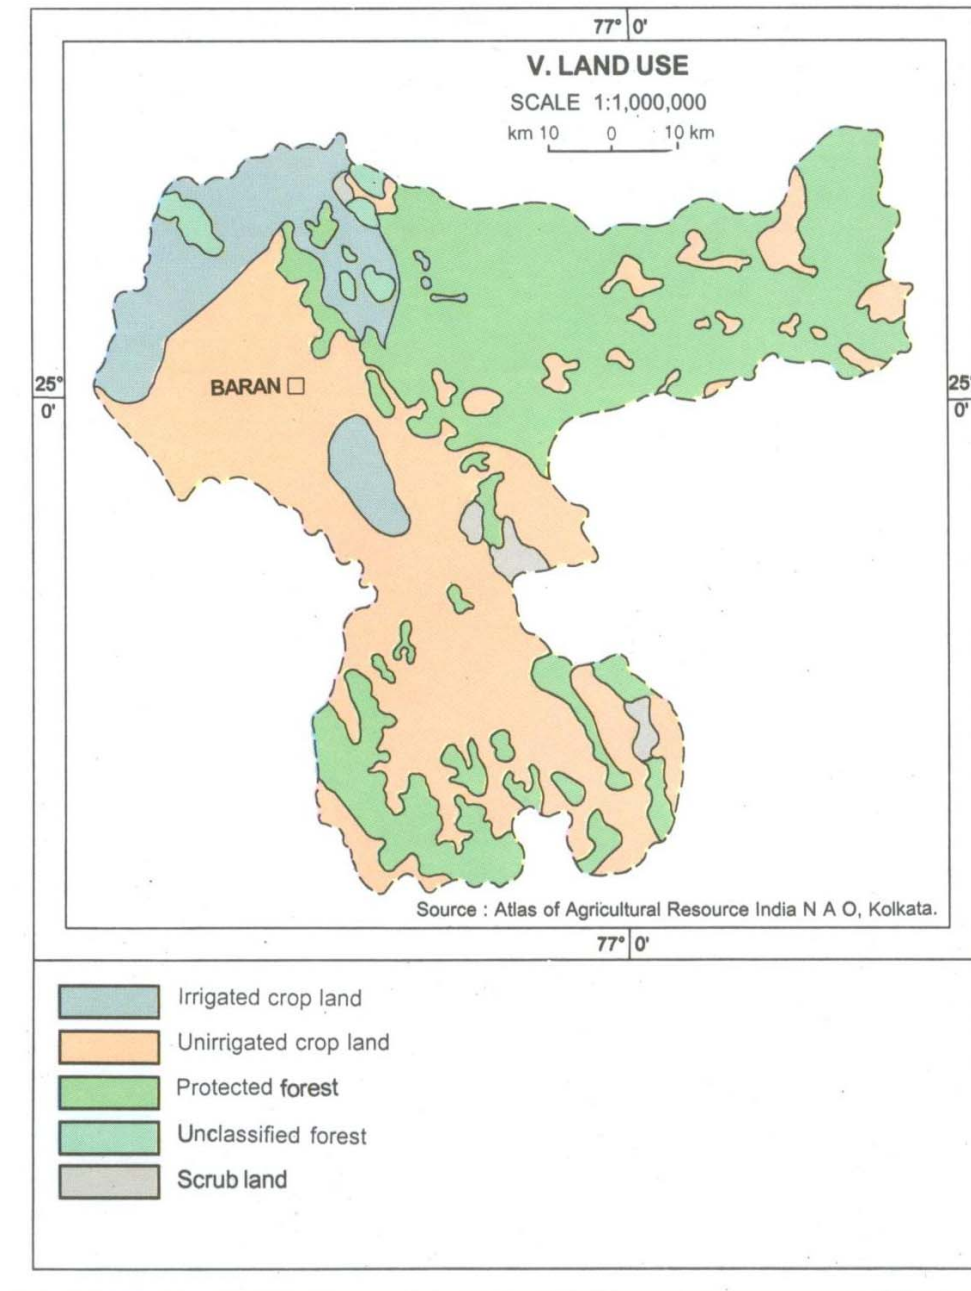 77° 0'
V. LAND USE
SCALE 1:1,000,000
km 10 0 10 km
25° 0'
25° 0'
BARAN
Source : Atlas of Agricultural Resource India N A O, Kolkata.
77° 0'
Irrigated crop land
Unirrigated crop land
Protected forest
Unclassified forest
Scrub land